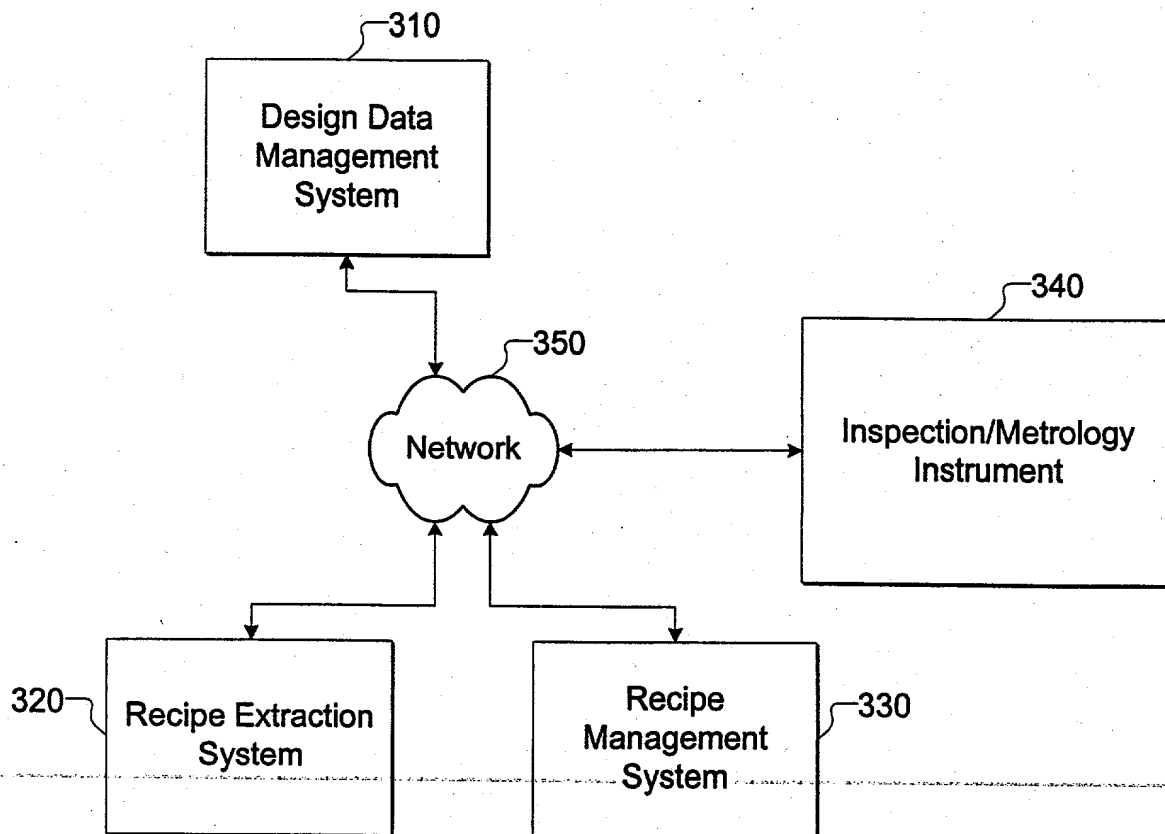 310
Design Data
Management
System
340
350
Network
Inspection/Metrology
Instrument
320
Recipe Extraction
System
Recipe
Management
System
330